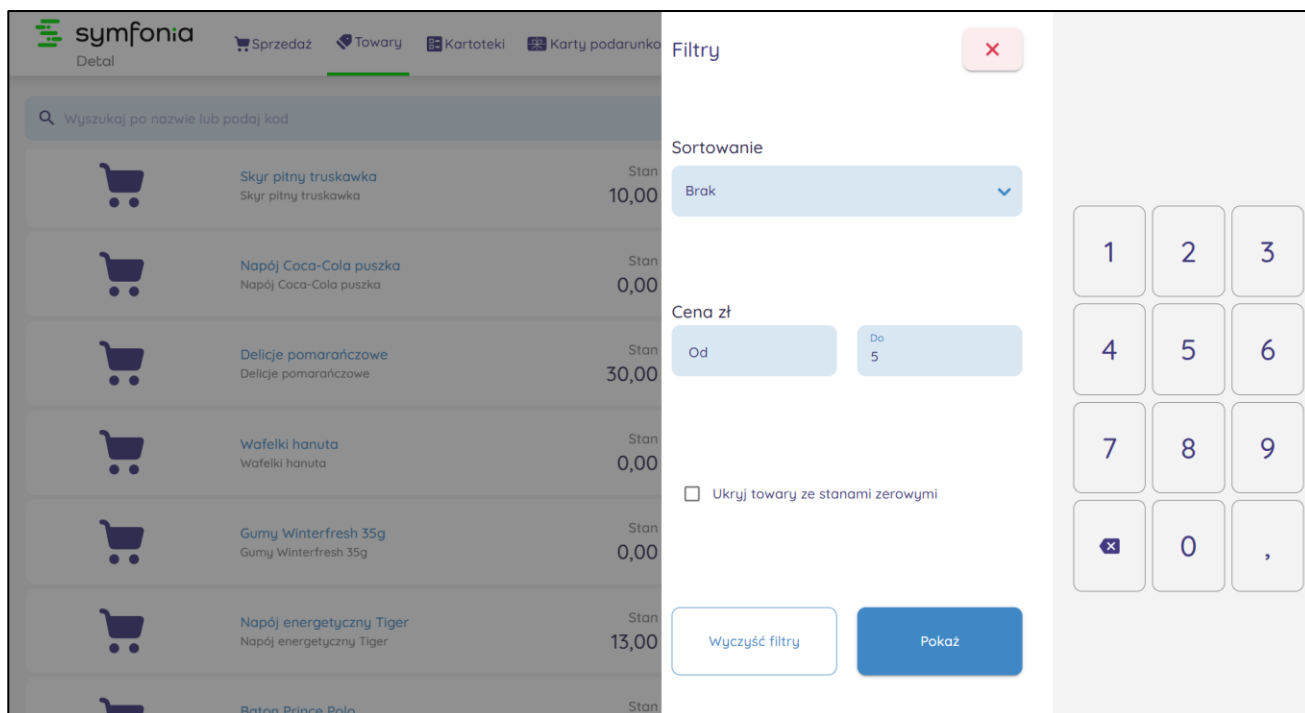 symfonia
Detal
Sprzedaż
Towary
Kartoteki
Karty podarunko
Wyszukaj po nazwie lub podaj kod
Skyr pitny truskawka
Skyr pitny truskawka
Stan
10,00
Napój Coca-Cola puszka
Napój Coca-Cola puszka
Stan
0,00
Delicje pomarańczowe
Delicje pomarańczowe
Stan
30,00
Wafelki hanuta
Wafelki hanuta
Stan
0,00
Gumy Winterfresh 35g
Gumy Winterfresh 35g
Stan
0,00
Napój energetyczny Tiger
Napój energetyczny Tiger
Stan
13,00
Baton Prince Polo
Stan
Filtry
Sortowanie
Brak
Cena zł
Od
Do
5
Ukryj towary ze stanami zerowymi
Wyczyść filtry
Pokaż
1 2 3
4 5 6
7 8 9
0 ,